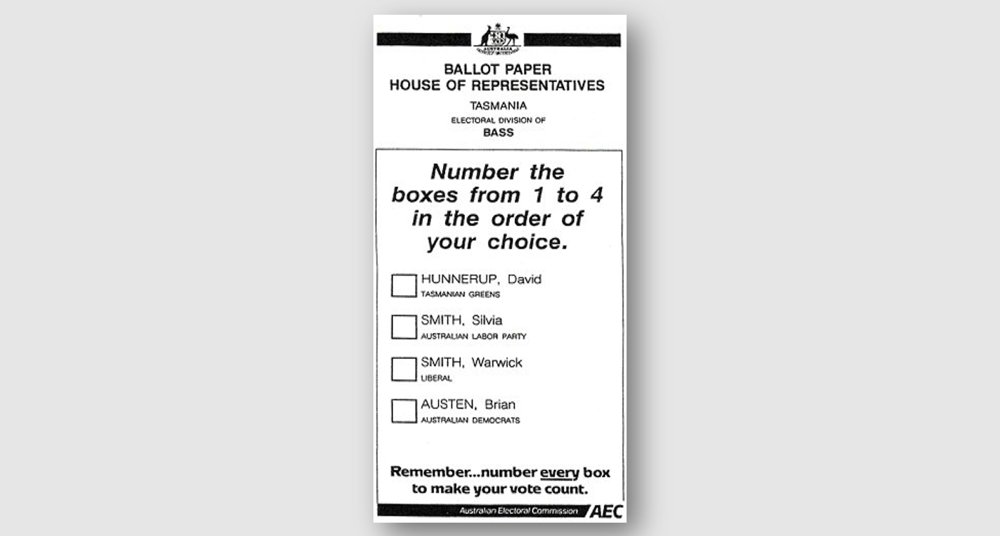 AUSTRALIA
BALLOT PAPER
HOUSE OF REPRESENTATIVES
TASMANIA
ELECTORAL DIVISION OF
BASS
Number the
boxes from 1 to 4
in the order of
your choice.
HUNNERUP, David
TASMANIAN GREENS
SMITH, Silvia
AUSTRALIAN LABOR PARTY
SMITH, Warwick
LIBERAL
AUSTEN, Brian
AUSTRALIAN DEMOCRATS
Remember...number every box
to make your vote count.
Australian Electoral Commission AEC